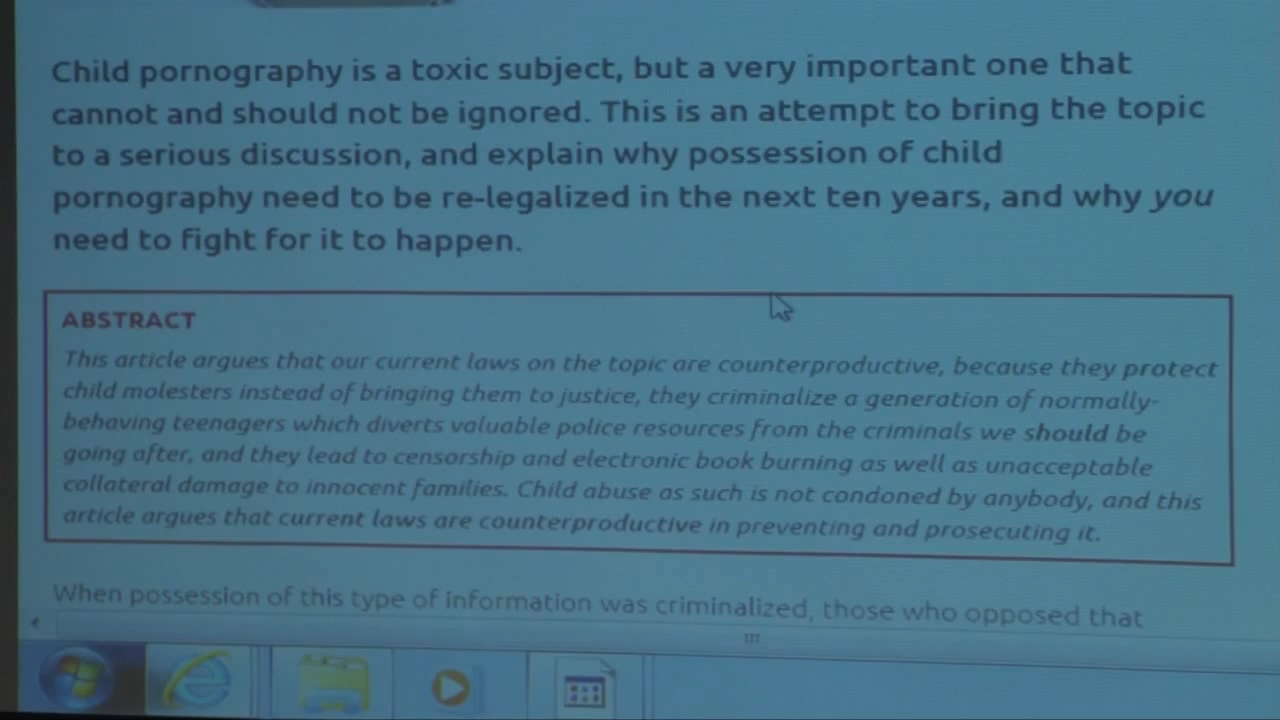 Child pornography is a toxic subject, but a very important one that
cannot and should not be ignored. This is an attempt to bring the topic
to a serious discussion, and explain why possession of child
pornography need to be re-legalized in the next ten years, and why you
need to fight for it to happen.
ABSTRACT
This article argues that our current laws on the topic are counterproductive, because they protect
child molesters instead of bringing them to justice, they criminalize a generation of normally-
behaving teenagers which diverts valuable police resources from the criminals we should be
going after, and they lead to censorship and electronic book burning as well as unacceptable
collateral damage to innocent families. Child abuse as such is not condoned by anybody, and this
article argues that current laws are counterproductive in preventing and prosecuting it.
When possession of this type of information was criminalized, those who opposed that